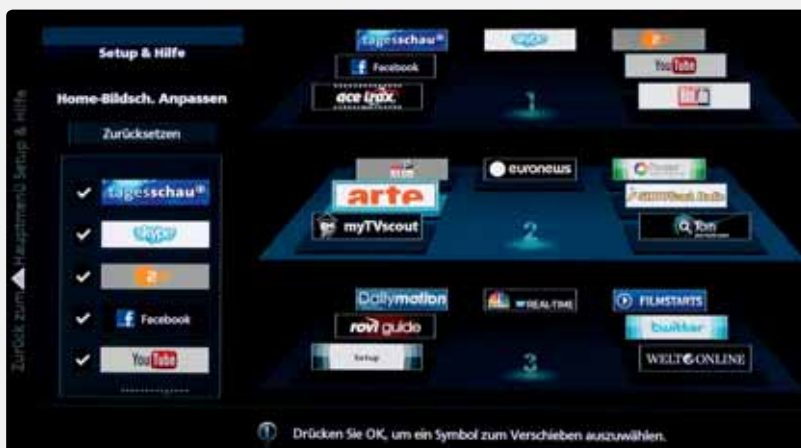 Setup & Hilfe
Home-Bildsch. Anpassen
Zurücksetzen
tagesschau
skype
Facebook
YouTube
Zurück zum Hauptmenü Setup & Hilfe
tagesschau
skype
Facebook
YouTube
ace trax
1
euronews
arte
myTVscout
2
Dailymotion
REAL-TIME
FILMSTARTS
rovi guide
twitter
Setup
WELT ONLINE
3
Drücken Sie OK, um ein Symbol zum Verschieben auszuwählen.